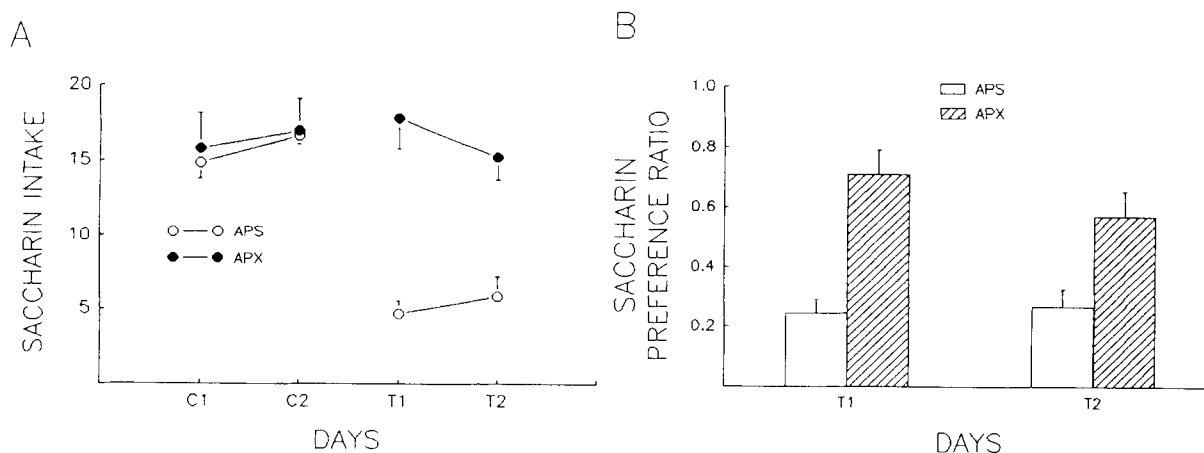 A
SACCHARIN INTAKE
20
15
10
5
APS
APX
C1 C2 T1 T2
DAYS
B
SACCHARIN
PREFERENCE RATIO
1.0
0.8
0.6
0.4
0.2
APS
APX
T1 T2
DAYS